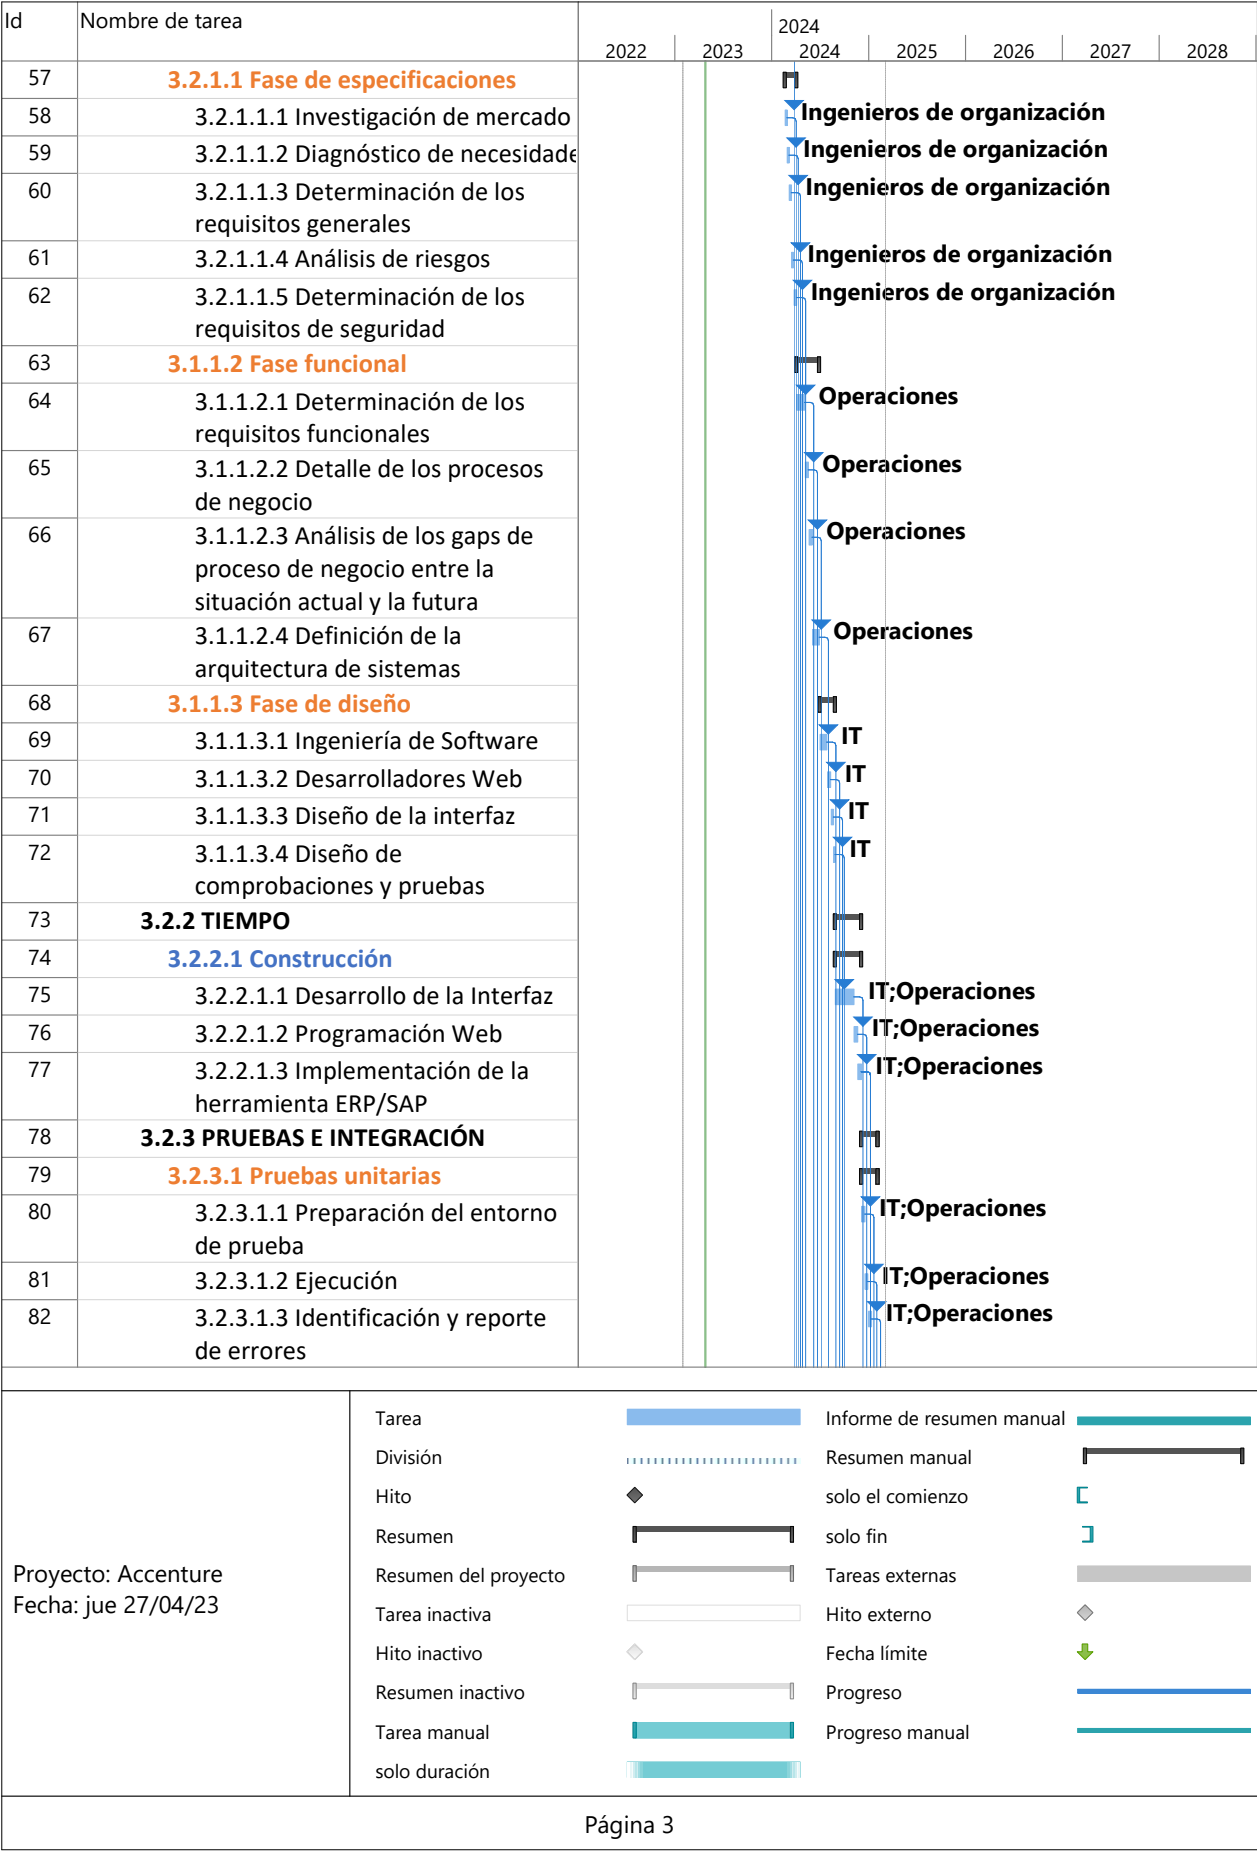 Id
Nombre de tarea
2024
2022 2023 2024 2025 2026 2027 2028
57 3.2.1.1 Fase de especificaciones
58 3.2.1.1.1 Investigación de mercado Ingenieros de organización
59 3.2.1.1.2 Diagnóstico de necesidade Ingenieros de organización
60 3.2.1.1.3 Determinación de los Ingenieros de organización
requisitos generales
61 3.2.1.1.4 Análisis de riesgos Ingenieros de organización
62 3.2.1.1.5 Determinación de los Ingenieros de organización
requisitos de seguridad
63 3.1.1.2 Fase funcional
64 3.1.1.2.1 Determinación de los Operaciones
requisitos funcionales
65 3.1.1.2.2 Detalle de los procesos Operaciones
de negocio
66 3.1.1.2.3 Análisis de los gaps de Operaciones
proceso de negocio entre la
situación actual y la futura
67 3.1.1.2.4 Definición de la Operaciones
arquitectura de sistemas
68 3.1.1.3 Fase de diseño
69 3.1.1.3.1 Ingeniería de Software IT
70 3.1.1.3.2 Desarrolladores Web IT
71 3.1.1.3.3 Diseño de la interfaz IT
72 3.1.1.3.4 Diseño de IT
comprobaciones y pruebas
73 3.2.2 TIEMPO
74 3.2.2.1 Construcción
75 3.2.2.1.1 Desarrollo de la Interfaz IT;Operaciones
76 3.2.2.1.2 Programación Web IT;Operaciones
77 3.2.2.1.3 Implementación de la IT;Operaciones
herramienta ERP/SAP
78 3.2.3 PRUEBAS E INTEGRACIÓN
79 3.2.3.1 Pruebas unitarias
80 3.2.3.1.1 Preparación del entorno IT;Operaciones
de prueba
81 3.2.3.1.2 Ejecución IT;Operaciones
82 3.2.3.1.3 Identificación y reporte IT;Operaciones
de errores
Proyecto: Accenture
Fecha: jue 27/04/23
Tarea
División
Hito
Resumen
Resumen del proyecto
Tarea inactiva
Hito inactivo
Resumen inactivo
Tarea manual
solo duración
Informe de resumen manual
Resumen manual
solo el comienzo
solo fin
Tareas externas
Hito externo
Fecha límite
Progreso
Progreso manual
Página 3